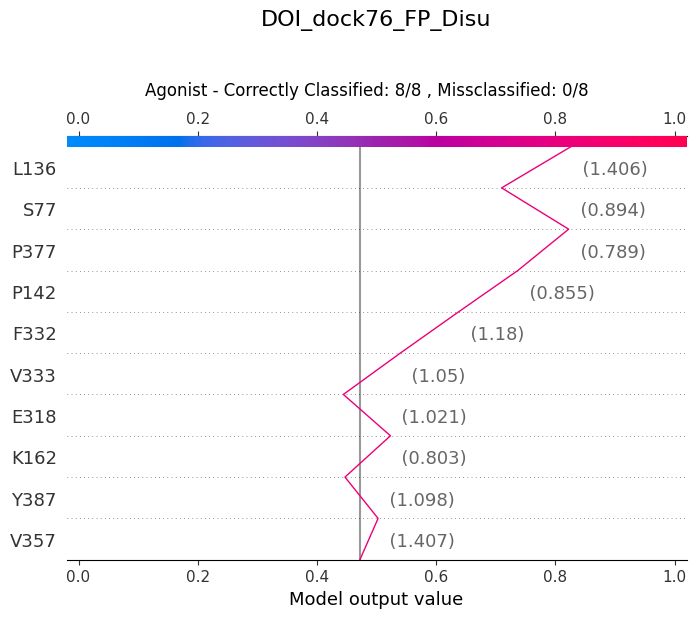 DOI_dock76_FP_Disu
Agonist - Correctly Classified: 8/8 , Missclassified: 0/8
0.0 0.2 0.4 0.6 0.8 1.0
L136 (1.406)
S77 (0.894)
P377 (0.789)
P142 (0.855)
F332 (1.18)
V333 (1.05)
E318 (1.021)
K162 (0.803)
Y387 (1.098)
V357 (1.407)
0.0 0.2 0.4 0.6 0.8 1.0
Model output value